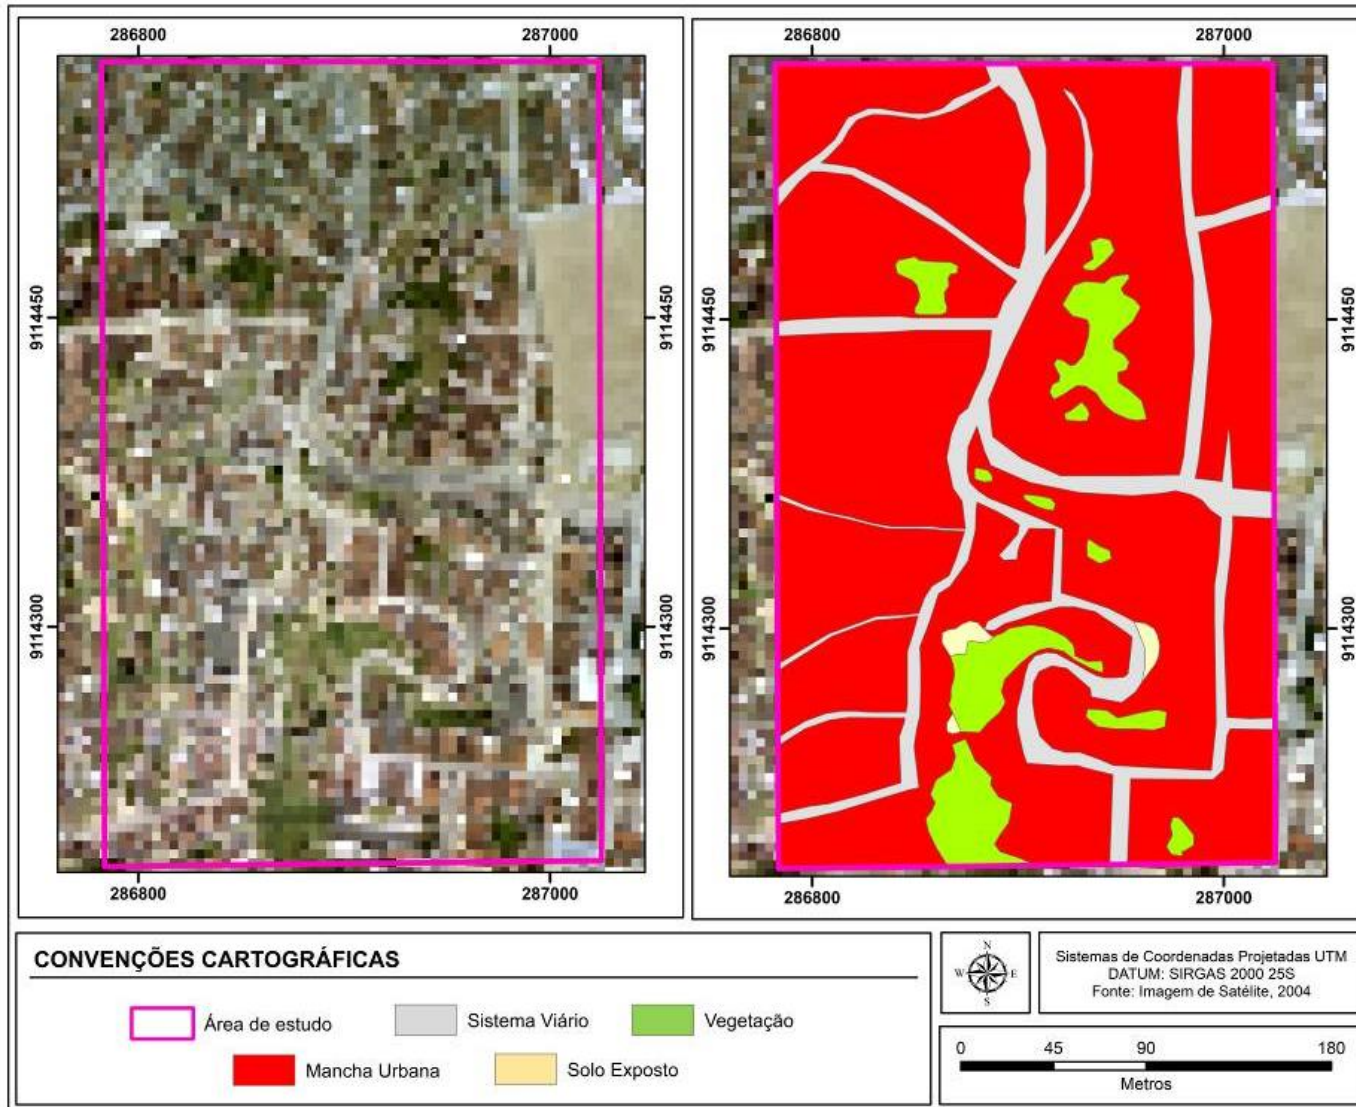 286800 287000 286800 287000
9114450 9114450 9114450 9114450
9114300 9114300 9114300 9114300
286800 287000 286800 287000
CONVENÇÕES CARTOGRÁFICAS
Área de estudo Sistema Viário Vegetação
Mancha Urbana Solo Exposto
N
W E
S
Sistemas de Coordenadas Projetadas UTM
DATUM: SIRGAS 2000 25S
Fonte: Imagem de Satélite, 2004
0 45 90 180
Metros